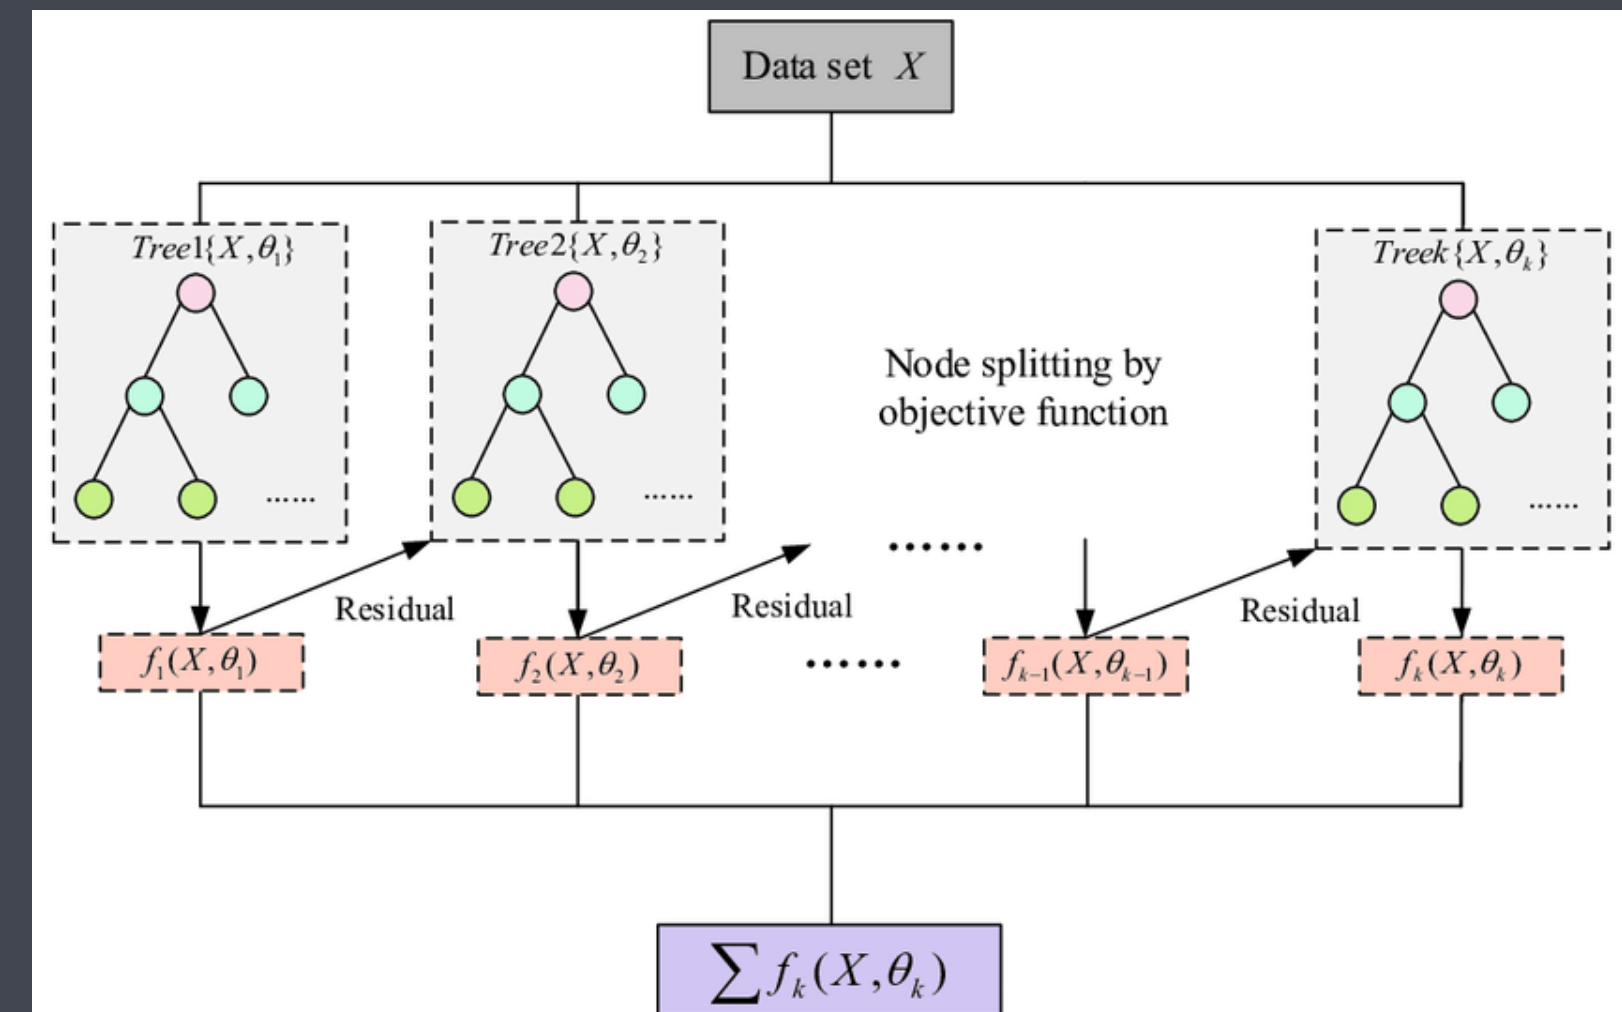 Data set X
Tree1{X,θ₁}
Tree2{X,θ₂}
Treek{X,θₖ}
Node splitting by
objective function
......
......
......
......
Residual
Residual
Residual
f₁(X,θ₁)
f₂(X,θ₂)
......
fₖ₋₁(X,θₖ₋₁)
fₖ(X,θₖ)
∑fₖ(X,θₖ)